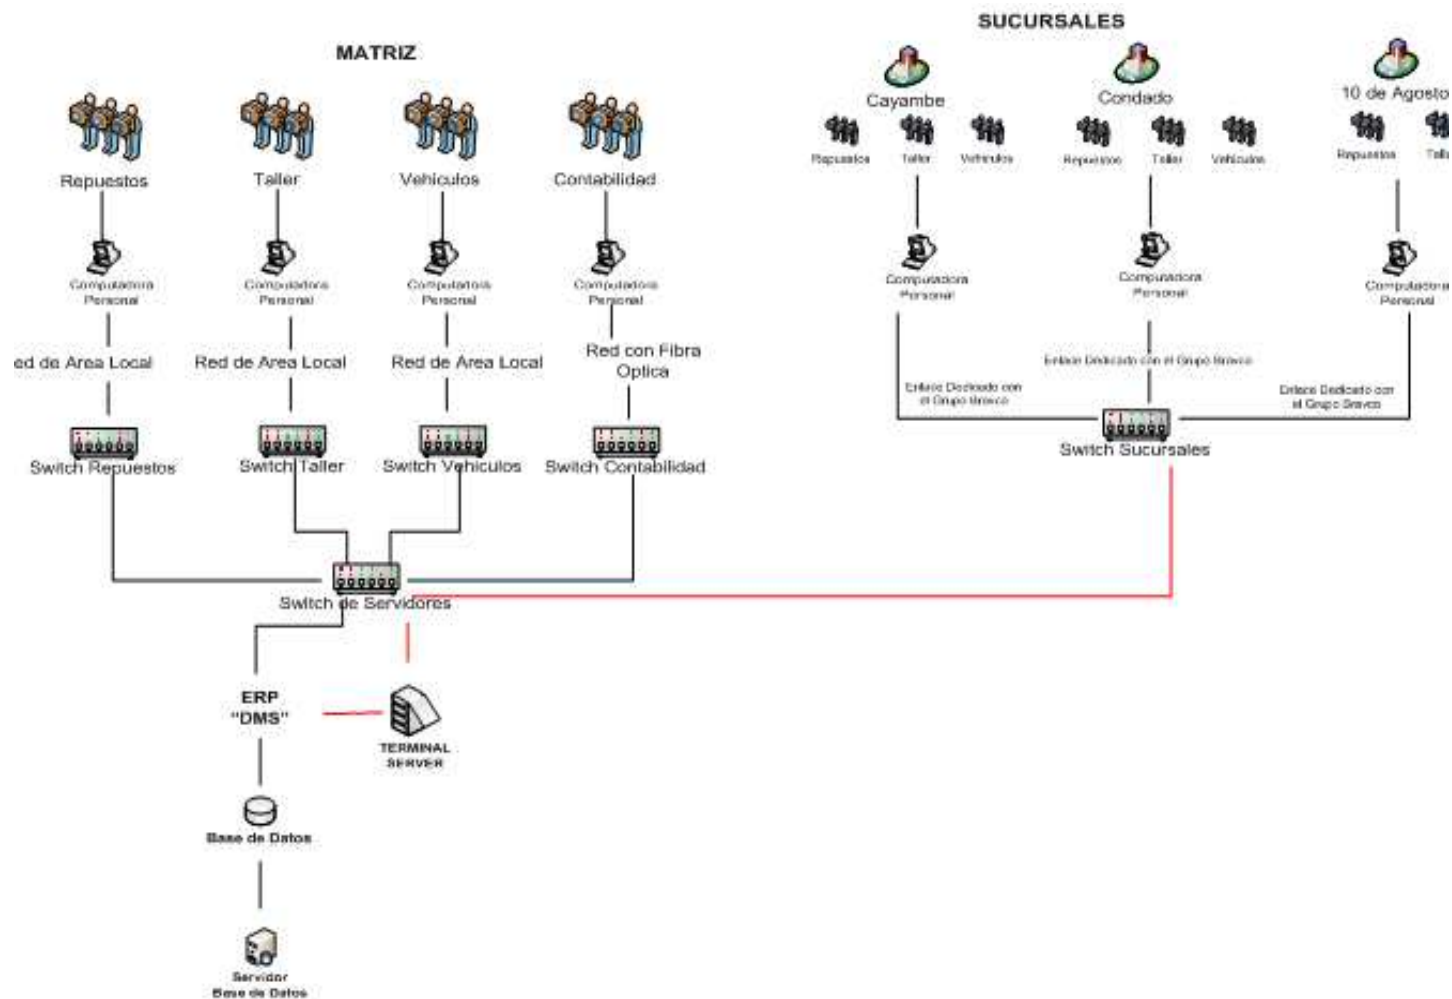 SUCURSALES
MATRIZ
Cayambe
Condado
10 de Agosto
Repuestos
Taller
Vehiculos
Repuestos
Taller
Vehiculos
Repuestos
Repuestos
Taller
Vehiculos
Contabilidad
Computadora
Personal
Computadora
Personal
Computadora
Personal
Computadora
Personal
Computadora
Personal
Computadora
Personal
Computadora
Personal
ed de Area Local
Red de Area Local
Red de Area Local
Red con Fibra
Optica
Enlace Dedicado con el Grupo Bravco
Enlace Dedicado con
el Grupo Bravco
Enlace Dedicado con
el Grupo Bravco
Switch Repuestos
Switch Taller
Switch Vehiculos
Switch Contabilidad
Switch Sucursales
Switch de Servidores
ERP
"DMS"
TERMINAL
SERVER
Base de Datos
Servidor
Base de Datos